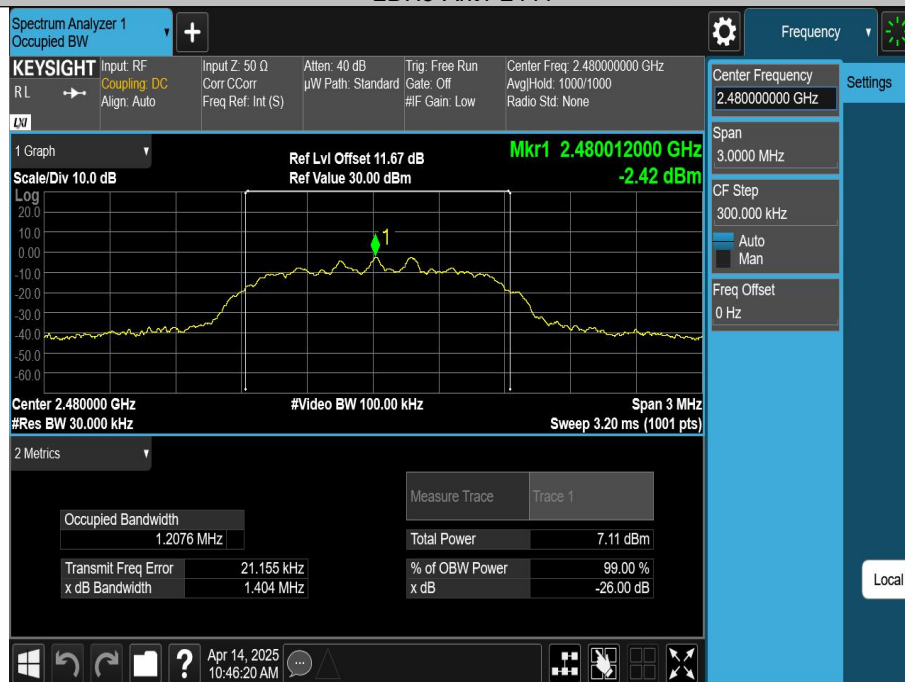 Spectrum Analyzer 1
Occupied BW
Frequency
KEYSIGHT
RL
LXI
Input: RF
Coupling: DC
Align: Auto
Input Z: 50 Ω
Corr CCorr
Freq Ref: Int (S)
Atten: 40 dB
µW Path: Standard
Trig: Free Run
Gate: Off
#IF Gain: Low
Center Freq: 2.480000000 GHz
Avg|Hold: 1000/1000
Radio Std: None
Center Frequency
2.480000000 GHz
Settings
Span
3.0000 MHz
CF Step
300.000 kHz
Auto
Man
Freq Offset
0 Hz
1 Graph
Scale/Div 10.0 dB
Ref Lvl Offset 11.67 dB
Ref Value 30.00 dBm
Mkr1 2.480012000 GHz
-2.42 dBm
Log
20.0
10.0
0.00
-10.0
-20.0
-30.0
-40.0
-50.0
-60.0
1
Center 2.480000 GHz
#Res BW 30.000 kHz
#Video BW 100.00 kHz
Span 3 MHz
Sweep 3.20 ms (1001 pts)
2 Metrics
Measure Trace Trace 1
Occupied Bandwidth
1.2076 MHz
Total Power 7.11 dBm
Transmit Freq Error 21.155 kHz
% of OBW Power 99.00 %
x dB Bandwidth 1.404 MHz
x dB -26.00 dB
Local
?
Apr 14, 2025
10:46:20 AM